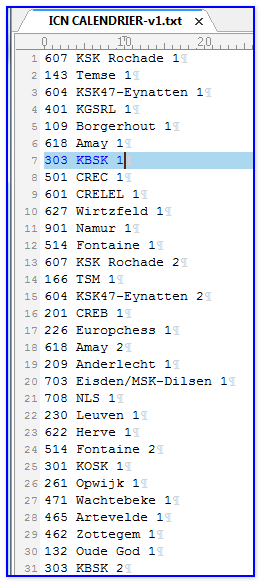 ICN CALENDRIER-v1.txt ×
0 10 20
1 607 KSK Rochade 1¶
2 143 Temse 1¶
3 604 KSK47-Eynatten 1¶
4 401 KGSRL 1¶
5 109 Borgerhout 1¶
6 618 Amay 1¶
7 303 KBSK 1¶
8 501 CREC 1¶
9 601 CRELEL 1¶
10 627 Wirtzfeld 1¶
11 901 Namur 1¶
12 514 Fontaine 1¶
13 607 KSK Rochade 2¶
14 166 TSM 1¶
15 604 KSK47-Eynatten 2¶
16 201 CREB 1¶
17 226 Europchess 1¶
18 618 Amay 2¶
19 209 Anderlecht 1¶
20 703 Eisden/MSK-Dilsen 1¶
21 708 NLS 1¶
22 230 Leuven 1¶
23 622 Herve 1¶
24 514 Fontaine 2¶
25 301 KOSK 1¶
26 261 Opwijk 1¶
27 471 Wachtebeke 1¶
28 465 Artevelde 1¶
29 462 Zottegem 1¶
30 132 Oude God 1¶
31 303 KBSK 2¶